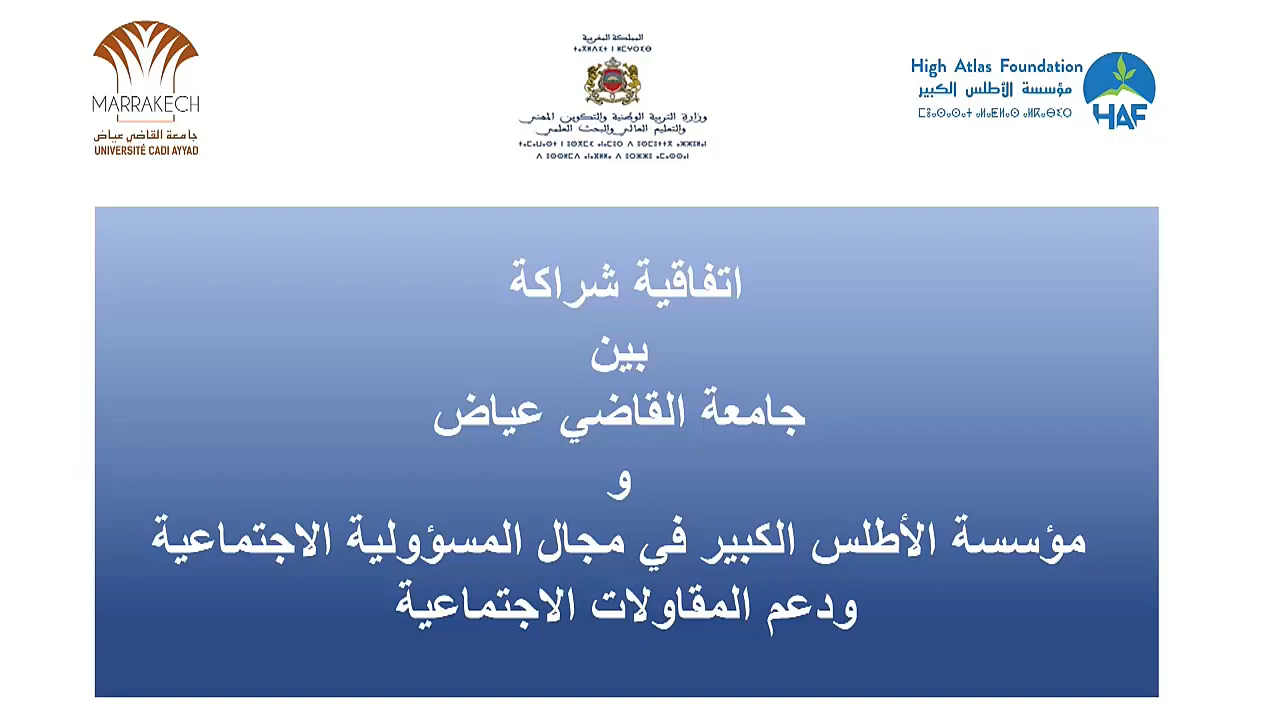 MARRAKECH
جامعة القاضي عياض
UNIVERSITÉ CADI AYYAD
المملكة المغربية
ⵜⴰⴳⵍⴷⵉⵜ ⵏ ⵍⵎⵖⵔⵉⴱ
وزارة التربية الوطنية والتكوين المهني
والتعليم العالي والبحث العلمي
High Atlas Foundation
مؤسسة الأطلس الكبير
HAF
اتفاقية شراكة
بين
جامعة القاضي عياض
و
مؤسسة الأطلس الكبير في مجال المسؤولية الاجتماعية
ودعم المقاولات الاجتماعية